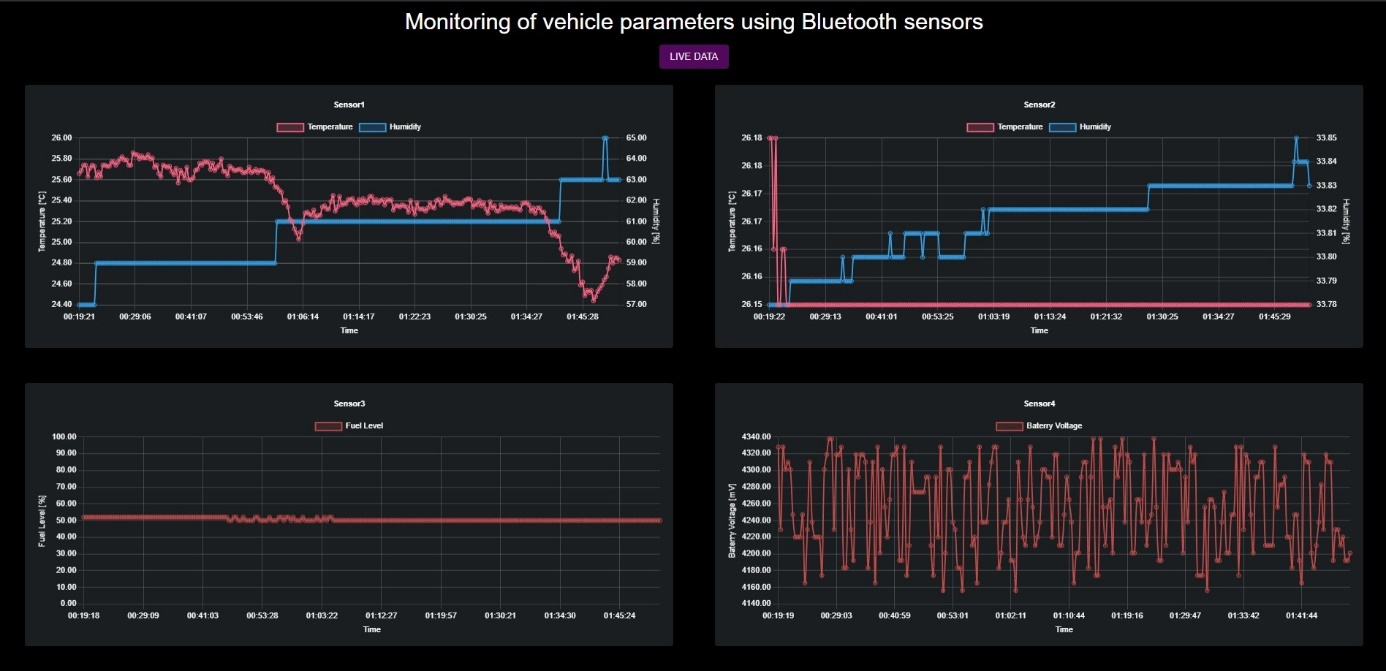 Monitoring of vehicle parameters using Bluetooth sensors
LIVE DATA
Sensor1
Temperature Humidity
Temperature [°C]
26.00
25.80
25.60
25.40
25.20
25.00
24.80
24.60
24.40
65.00
64.00
63.00
62.00
61.00
60.00
59.00
58.00
57.00
Humidity [%]
00:19:21 00:29:06 00:41:07 00:53:46 01:06:14 01:14:17 01:22:23 01:30:25 01:34:27 01:45:28
Time
Sensor2
Temperature Humidity
Temperature [°C]
26.18
26.18
26.17
26.17
26.16
26.16
26.15
33.85
33.84
33.83
33.82
33.81
33.80
33.79
33.78
Humidity [%]
00:19:22 00:29:13 00:41:01 00:53:25 01:03:19 01:13:24 01:21:32 01:30:25 01:34:27 01:45:29
Time
Sensor3
Fuel Level
Fuel Level [%]
100.00
90.00
80.00
70.00
60.00
50.00
40.00
30.00
20.00
10.00
0.00
00:19:18 00:29:09 00:41:03 00:53:28 01:03:22 01:12:27 01:19:57 01:30:21 01:34:30 01:45:24
Time
Sensor4
Baterry Voltage
Baterry Voltage [mV]
4340.00
4320.00
4300.00
4280.00
4260.00
4240.00
4220.00
4200.00
4180.00
4160.00
4140.00
00:19:19 00:29:03 00:40:59 00:53:01 01:02:11 01:10:44 01:19:16 01:29:47 01:33:42 01:41:44
Time